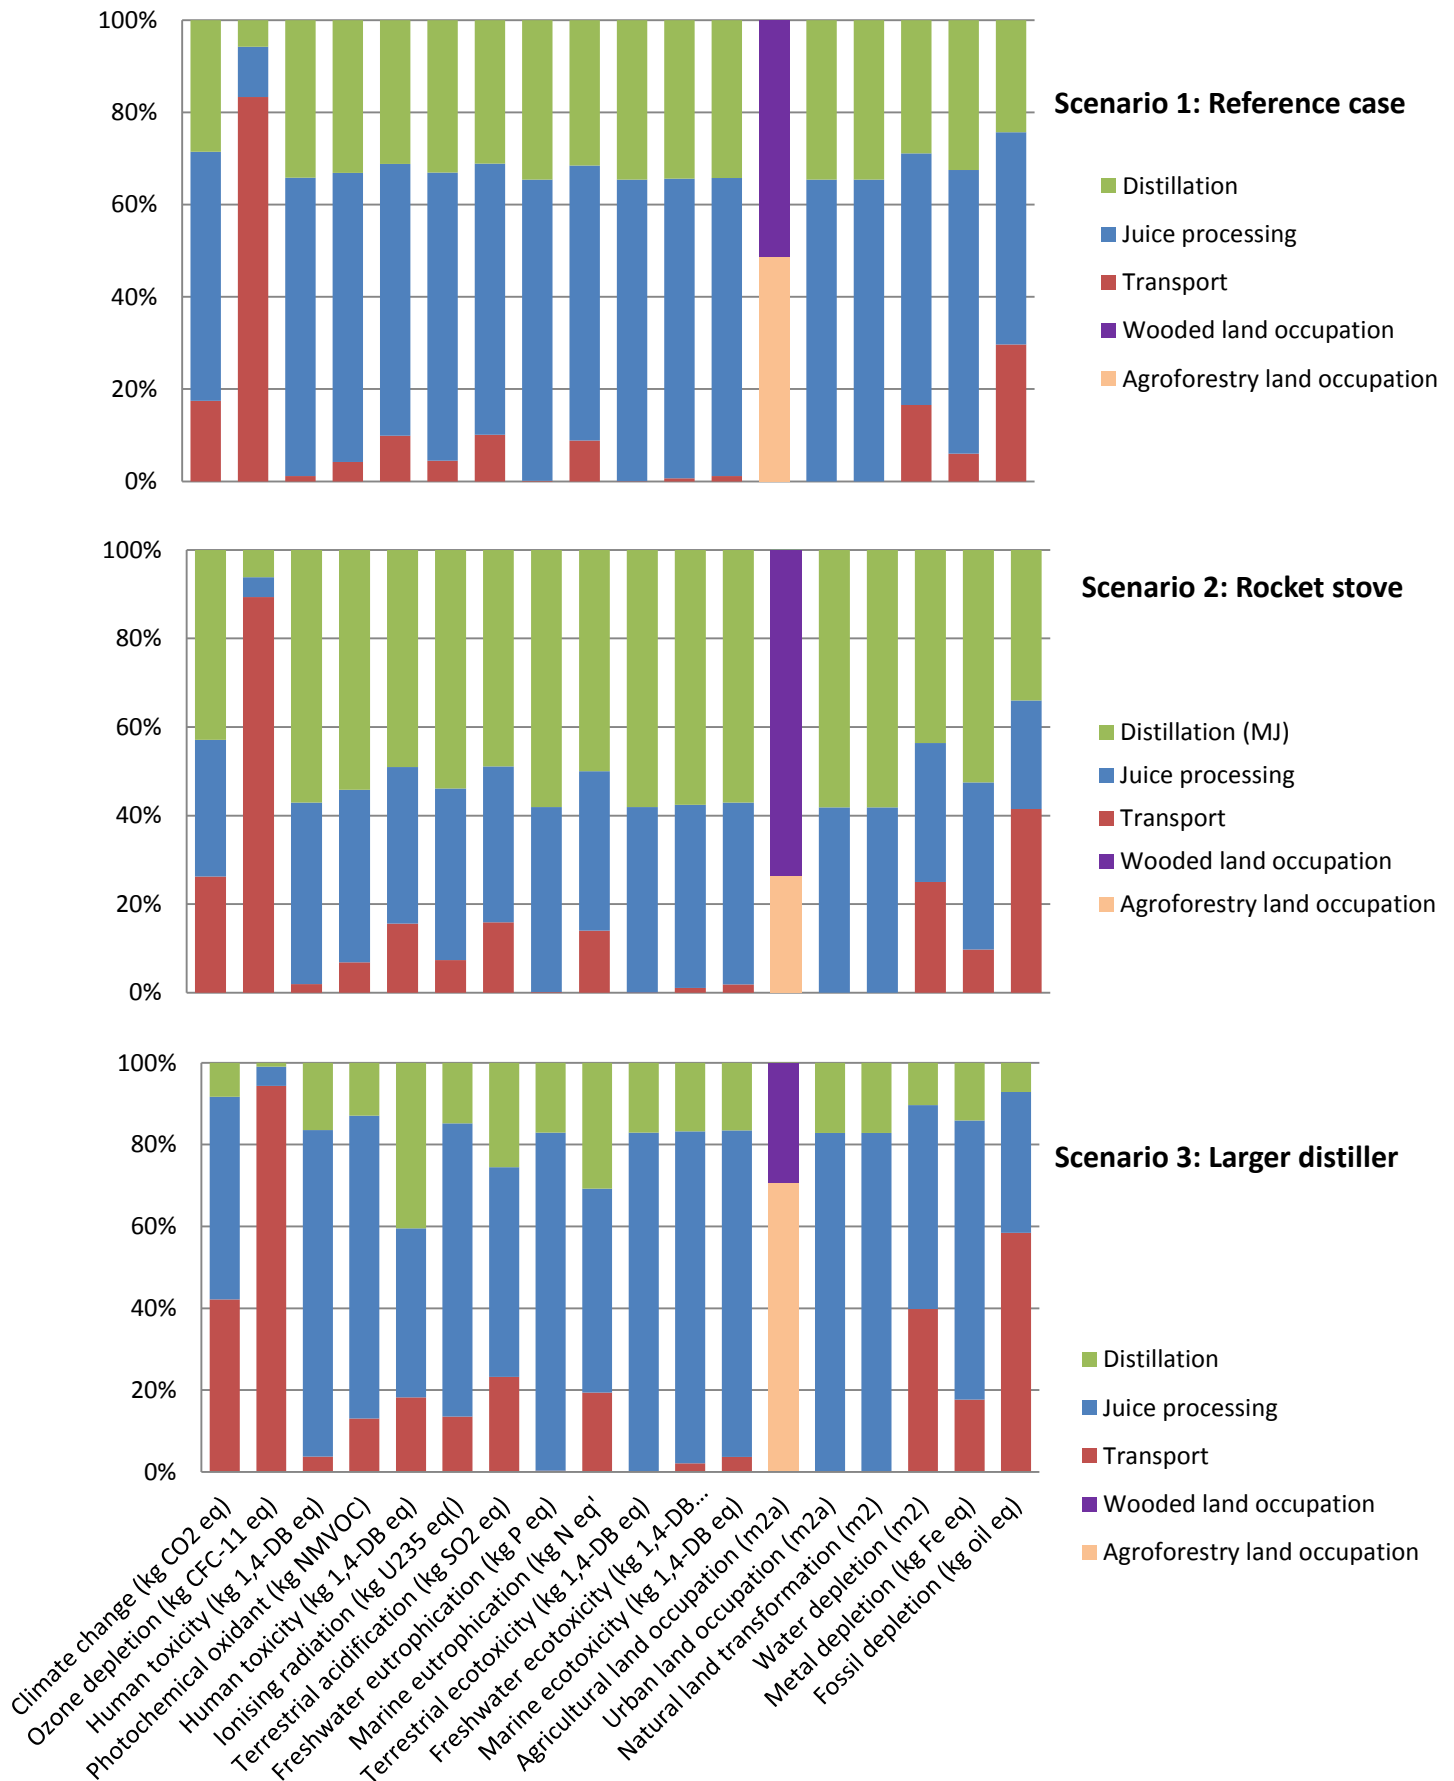 100%
80%
60%
40%
20%
0%
Scenario 1: Reference case
Distillation
Juice processing
Transport
Wooded land occupation
Agroforestry land occupation
100%
80%
60%
40%
20%
0%
Scenario 2: Rocket stove
Distillation (MJ)
Juice processing
Transport
Wooded land occupation
Agroforestry land occupation
100%
80%
60%
40%
20%
0%
Scenario 3: Larger distiller
Distillation
Juice processing
Transport
Wooded land occupation
Agroforestry land occupation
Climate change (kg CO2 eq)
Ozone depletion (kg CFC-11 eq)
Human toxicity (kg 1,4-DB eq)
Photochemical oxidant (kg NMVOC)
Human toxicity (kg 1,4-DB eq)
Ionising radiation (kg U235 eq()
Terrestrial acidification (kg SO2 eq)
Freshwater eutrophication (kg P eq)
Marine eutrophication (kg N eq'
Terrestrial ecotoxicity (kg 1,4-DB eq)
Freshwater ecotoxicity (kg 1,4-DB...
Marine ecotoxicity (kg 1,4-DB eq)
Agricultural land occupation (m2a)
Urban land occupation (m2a)
Natural land transformation (m2)
Water depletion (m2)
Metal depletion (kg Fe eq)
Fossil depletion (kg oil eq)